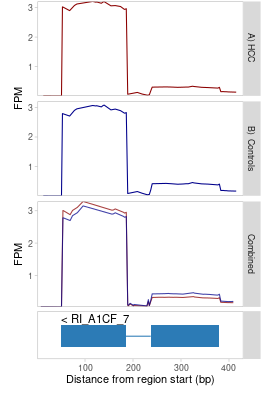 3
2
1
FPM
A) HCC
3
2
1
B) Controls
3
2
1
FPM
Combined
< RI_A1CF_7
100 200 300 400
Distance from region start (bp)